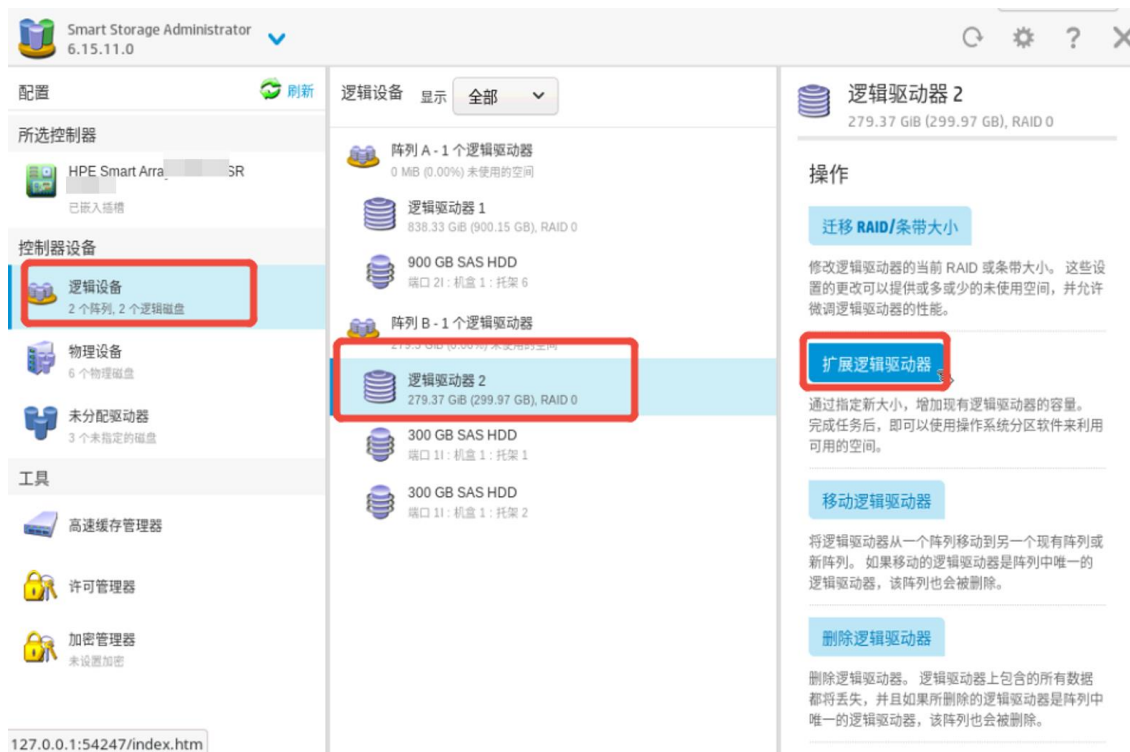 Smart Storage Administrator
6.15.11.0
配置
刷新
所选控制器
HPE Smart Arra
SR
已嵌入插槽
控制器设备
逻辑设备
2 个阵列, 2 个逻辑磁盘
物理设备
6 个物理磁盘
未分配驱动器
3 个未指定的磁盘
工具
高速缓存管理器
许可管理器
加密管理器
未设置加密
127.0.0.1:54247/index.htm
逻辑设备 显示 全部
阵列 A - 1 个逻辑驱动器
0 MiB (0.00%) 未使用的空间
逻辑驱动器 1
838.33 GiB (900.15 GB), RAID 0
900 GB SAS HDD
端口 2I : 机盒 1 : 托架 6
阵列 B - 1 个逻辑驱动器
279.3 GiB (0.00%) 未使用的空间
逻辑驱动器 2
279.37 GiB (299.97 GB), RAID 0
300 GB SAS HDD
端口 1I : 机盒 1 : 托架 1
300 GB SAS HDD
端口 1I : 机盒 1 : 托架 2
逻辑驱动器 2
279.37 GiB (299.97 GB), RAID 0
操作
迁移 RAID/条带大小
修改逻辑驱动器的当前 RAID 或条带大小。 这些设
置的更改可以提供或多或少的未使用空间，并允许
微调逻辑驱动器的性能。
扩展逻辑驱动器
通过指定新大小，增加现有逻辑驱动器的容量。
完成任务后，即可以使用操作系统分区软件来利用
可用的空间。
移动逻辑驱动器
将逻辑驱动器从一个阵列移动到另一个现有阵列或
新阵列。 如果移动的逻辑驱动器是阵列中唯一的
逻辑驱动器，该阵列也会被删除。
删除逻辑驱动器
删除逻辑驱动器。 逻辑驱动器上包含的所有数据
都将丢失，并且如果所删除的逻辑驱动器是阵列中
唯一的逻辑驱动器，该阵列也会被删除。